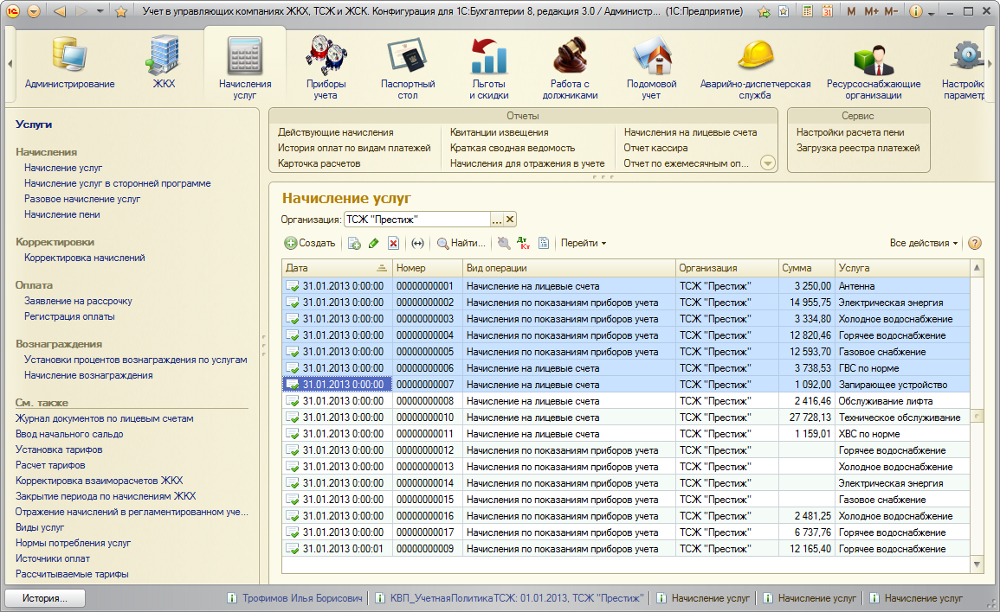 Учет в управляющих компаниях ЖКХ, ТСЖ и ЖСК. Конфигурация для 1С:Бухгалтерии 8, редакция 3.0 / Администр... (1С:Предприятие)
M M+ M-
Администрирование
ЖКХ
Начисления услуг
Приборы учета
Паспортный стол
Льготы и скидки
Работа с должниками
Подомовой учет
Аварийно-диспетчерская служба
Ресурсоснабжающие организации
Настройк параметр
Услуги
Начисления
Начисление услуг
Начисление услуг в сторонней программе
Разовое начисление услуг
Начисление пени
Корректировки
Корректировка начислений
Оплата
Заявление на рассрочку
Регистрация оплаты
Вознаграждения
Установки процентов вознаграждения по услугам
Начисление вознаграждения
См. также
Журнал документов по лицевым счетам
Ввод начального сальдо
Установка тарифов
Расчет тарифов
Корректировка взаиморасчетов ЖКХ
Закрытие периода по начислениям ЖКХ
Отражение начислений в регламентированном уче...
Виды услуг
Нормы потребления услуг
Источники оплат
Рассчитываемые тарифы
Отчеты
Действующие начисления Квитанции извещения Начисления на лицевые счета
История оплат по видам платежей Краткая сводная ведомость Отчет кассира
Карточка расчетов Начисления для отражения в учете Отчет по ежемесячным оп...
Сервис
Настройки расчета пени
Загрузка реестра платежей
Начисление услуг
Организация: ТСЖ "Престиж" ...
Создать Найти... Дт Кт Перейти Все действия ?
Дата Номер Вид операции Организация Сумма Услуга
31.01.2013 0:00:00 00000000001 Начисление на лицевые счета ТСЖ "Престиж" 3 250,00 Антенна
31.01.2013 0:00:00 00000000002 Начисления по показаниям приборов учета ТСЖ "Престиж" 14 955,75 Электрическая энергия
31.01.2013 0:00:00 00000000003 Начисления по показаниям приборов учета ТСЖ "Престиж" 3 334,80 Холодное водоснабжение
31.01.2013 0:00:00 00000000004 Начисления по показаниям приборов учета ТСЖ "Престиж" 12 820,46 Горячее водоснабжение
31.01.2013 0:00:00 00000000005 Начисления по показаниям приборов учета ТСЖ "Престиж" 12 593,70 Газовое снабжение
31.01.2013 0:00:00 00000000006 Начисление на лицевые счета ТСЖ "Престиж" 3 738,53 ГВС по норме
31.01.2013 0:00:00 00000000007 Начисление на лицевые счета ТСЖ "Престиж" 1 092,00 Запирающее устройство
31.01.2013 0:00:00 00000000008 Начисление на лицевые счета ТСЖ "Престиж" 2 416,46 Обслуживание лифта
31.01.2013 0:00:00 00000000010 Начисление на лицевые счета ТСЖ "Престиж" 27 728,13 Техническое обслуживание
31.01.2013 0:00:00 00000000011 Начисление на лицевые счета ТСЖ "Престиж" 1 159,01 ХВС по норме
31.01.2013 0:00:00 00000000012 Начисления по показаниям приборов учета ТСЖ "Престиж" Горячее водоснабжение
31.01.2013 0:00:00 00000000013 Начисления по показаниям приборов учета ТСЖ "Престиж" Холодное водоснабжение
31.01.2013 0:00:00 00000000014 Начисления по показаниям приборов учета ТСЖ "Престиж" Электрическая энергия
31.01.2013 0:00:00 00000000015 Начисления по показаниям приборов учета ТСЖ "Престиж" Газовое снабжение
31.01.2013 0:00:00 00000000016 Начисления по показаниям приборов учета ТСЖ "Престиж" 2 481,25 Горячее водоснабжение
31.01.2013 0:00:00 00000000017 Начисления по показаниям приборов учета ТСЖ "Престиж" 6 737,76 Горячее водоснабжение
31.01.2013 0:00:01 00000000009 Начисления по показаниям приборов учета ТСЖ "Престиж" 12 165,40 Горячее водоснабжение
История... Трофимов Илья Борисович КВП_УчетнаяПолитикаТСЖ: 01.01.2013, ТСЖ "Престиж" Начисление услуг Начисление услуг Начисление услуг